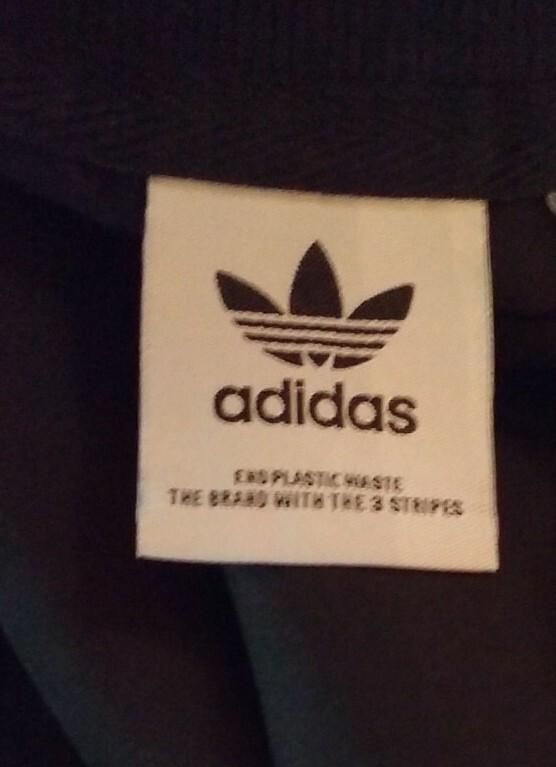 adidas
END PLASTIC WASTE
THE BRAND WITH THE 3 STRIPES